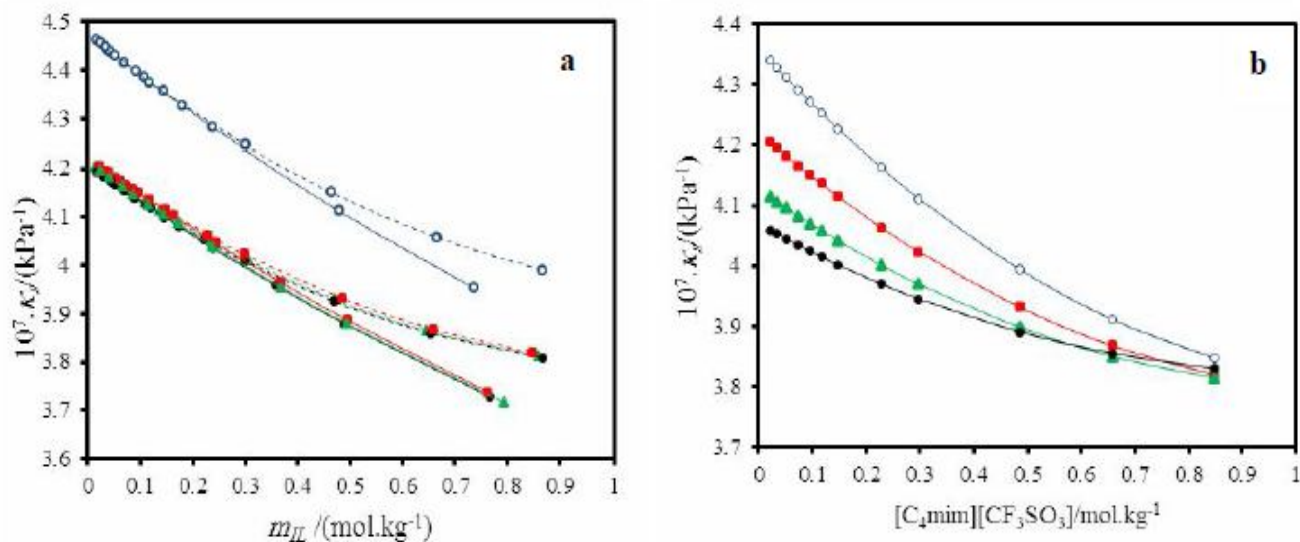 a
4.5
4.4
4.3
4.2
4.1
4
3.9
3.8
3.7
3.6
10⁷. κₛ/(kPa⁻¹)
0 0.1 0.2 0.3 0.4 0.5 0.6 0.7 0.8 0.9 1
m_IL /(mol.kg⁻¹)
b
4.4
4.3
4.2
4.1
4
3.9
3.8
3.7
10⁷. κₛ/(kPa⁻¹)
0 0.1 0.2 0.3 0.4 0.5 0.6 0.7 0.8 0.9 1
[C₄mim][CF₃SO₃]/mol.kg⁻¹